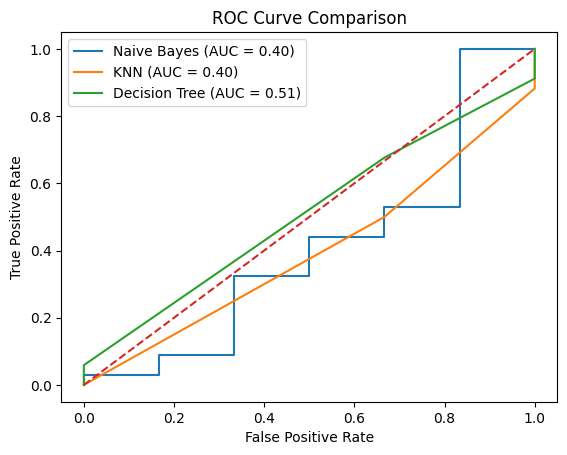 ROC Curve Comparison
Naive Bayes (AUC = 0.40)
KNN (AUC = 0.40)
Decision Tree (AUC = 0.51)
True Positive Rate
1.0
0.8
0.6
0.4
0.2
0.0
0.0 0.2 0.4 0.6 0.8 1.0
False Positive Rate